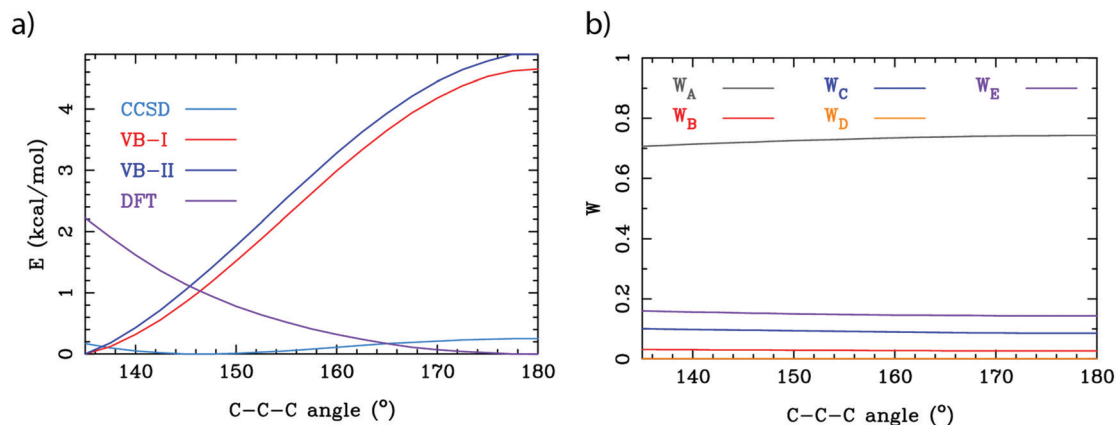 a)
E (kcal/mol)
4
3
2
1
0
CCSD
VB-I
VB-II
DFT
140 150 160 170 180
C-C-C angle (°)
b)
W
1
0.8
0.6
0.4
0.2
0
W_A W_C W_E
W_B W_D
140 150 160 170 180
C-C-C angle (°)